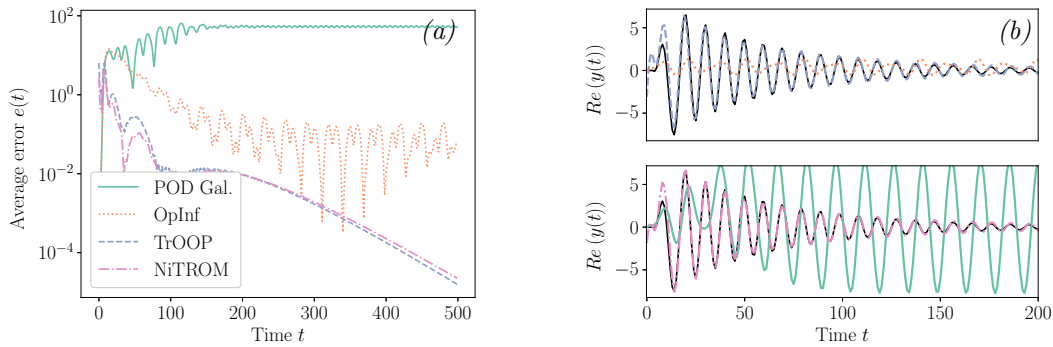 (a)
10^2
10^0
10^{-2}
10^{-4}
Average error e(t)
POD Gal.
OpInf
TrOOP
NiTROM
0 100 200 300 400 500
Time t
(b)
5
0
−5
Re (y(t))
5
0
−5
Re (y(t))
0 50 100 150 200
Time t